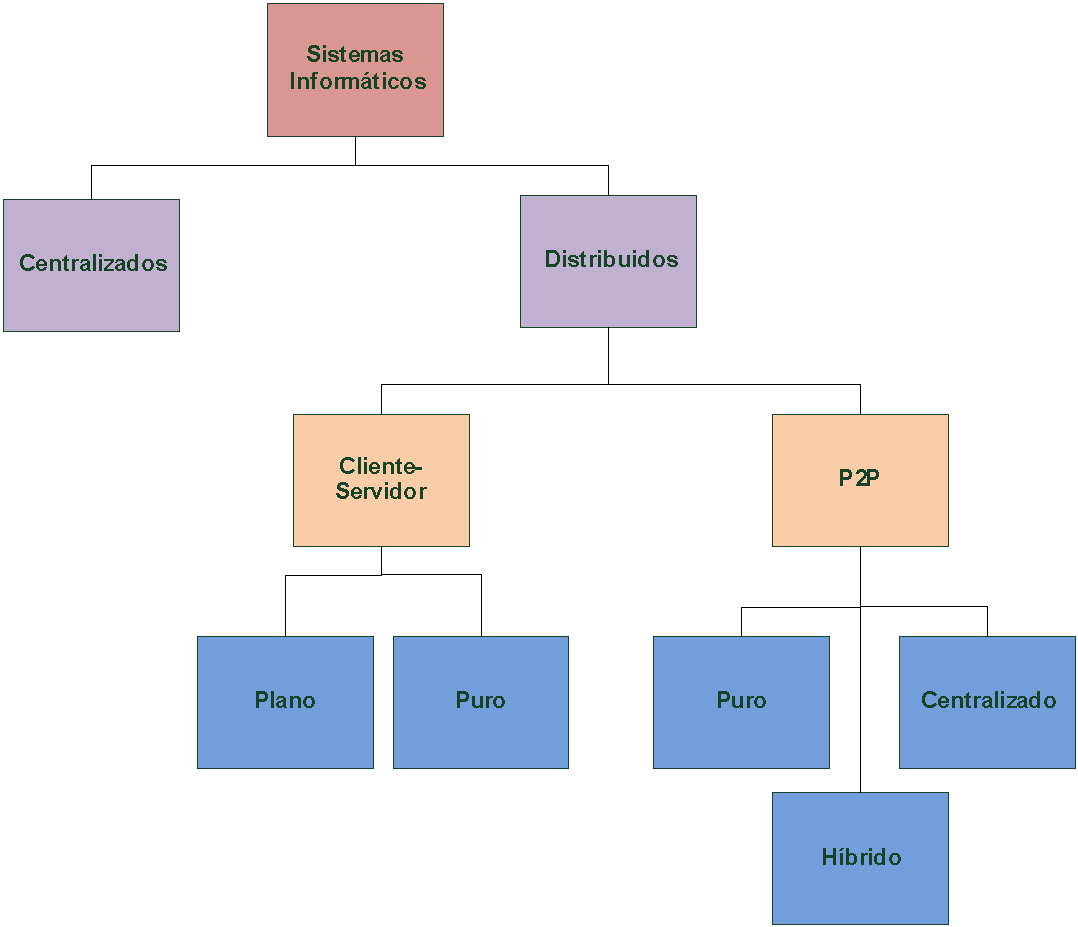 Sistemas
Informáticos
Centralizados
Distribuidos
Cliente-
Servidor
P2P
Plano
Puro
Puro
Centralizado
Híbrido